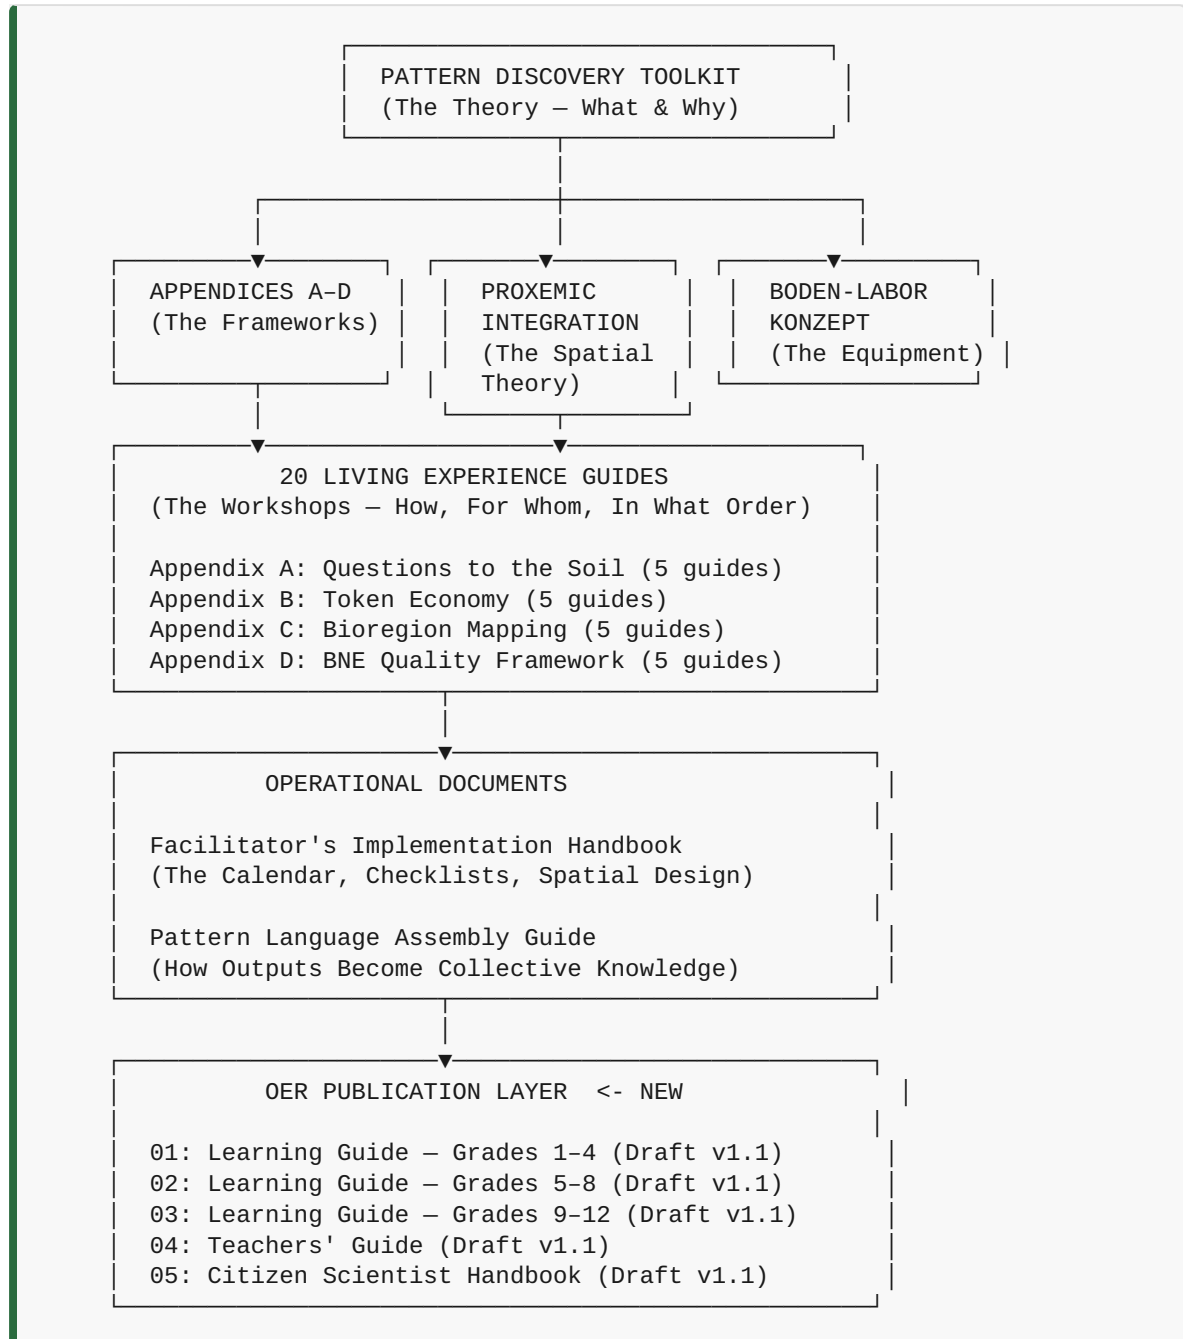 PATTERN DISCOVERY TOOLKIT
(The Theory — What & Why)
APPENDICES A–D
(The Frameworks)
PROXEMIC
INTEGRATION
(The Spatial
Theory)
BODEN-LABOR
KONZEPT
(The Equipment)
20 LIVING EXPERIENCE GUIDES
(The Workshops — How, For Whom, In What Order)
Appendix A: Questions to the Soil (5 guides)
Appendix B: Token Economy (5 guides)
Appendix C: Bioregion Mapping (5 guides)
Appendix D: BNE Quality Framework (5 guides)
OPERATIONAL DOCUMENTS
Facilitator's Implementation Handbook
(The Calendar, Checklists, Spatial Design)
Pattern Language Assembly Guide
(How Outputs Become Collective Knowledge)
OER PUBLICATION LAYER <- NEW
01: Learning Guide — Grades 1–4 (Draft v1.1)
02: Learning Guide — Grades 5–8 (Draft v1.1)
03: Learning Guide — Grades 9–12 (Draft v1.1)
04: Teachers' Guide (Draft v1.1)
05: Citizen Scientist Handbook (Draft v1.1)